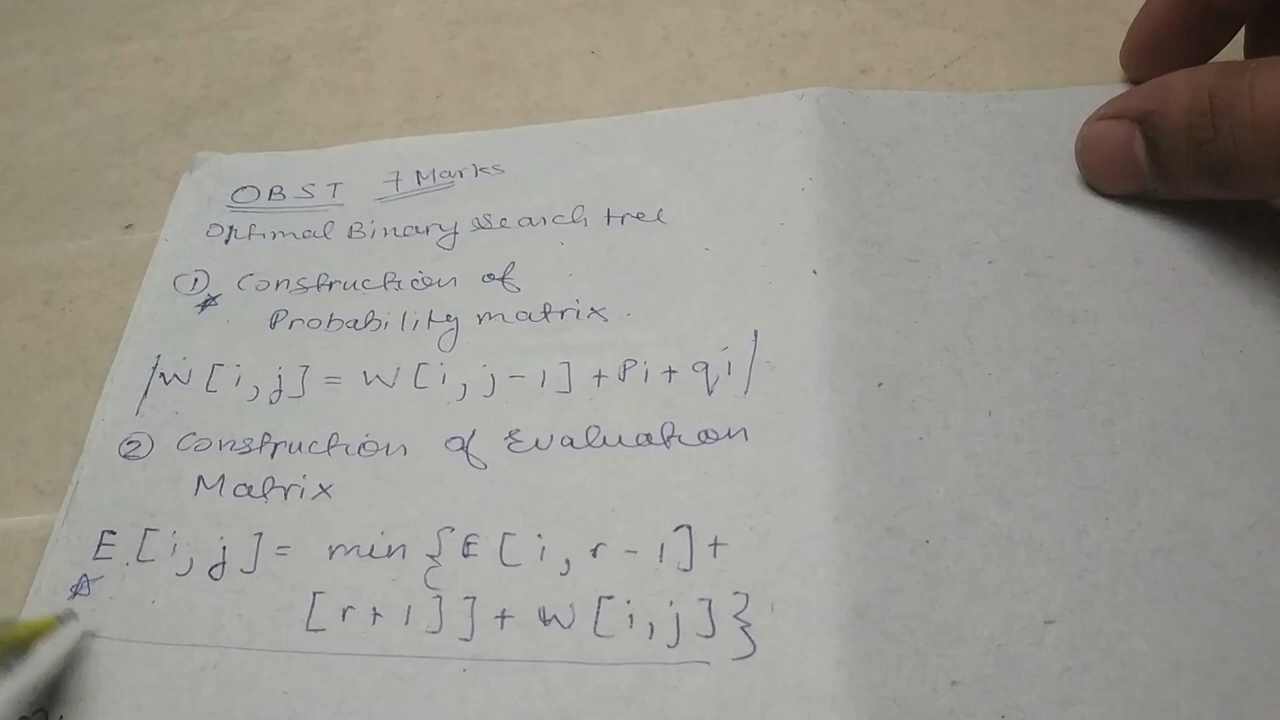 OBST 7 Marks
Optimal Binary Search tree
① Construction of
Probability matrix.
W[i,j] = W[i,j-1] + Pi + qi
② Construction of Evaluation
Matrix
E[i,j] = min {E[i,r-1] +
[r+1]] + W[i,j]}